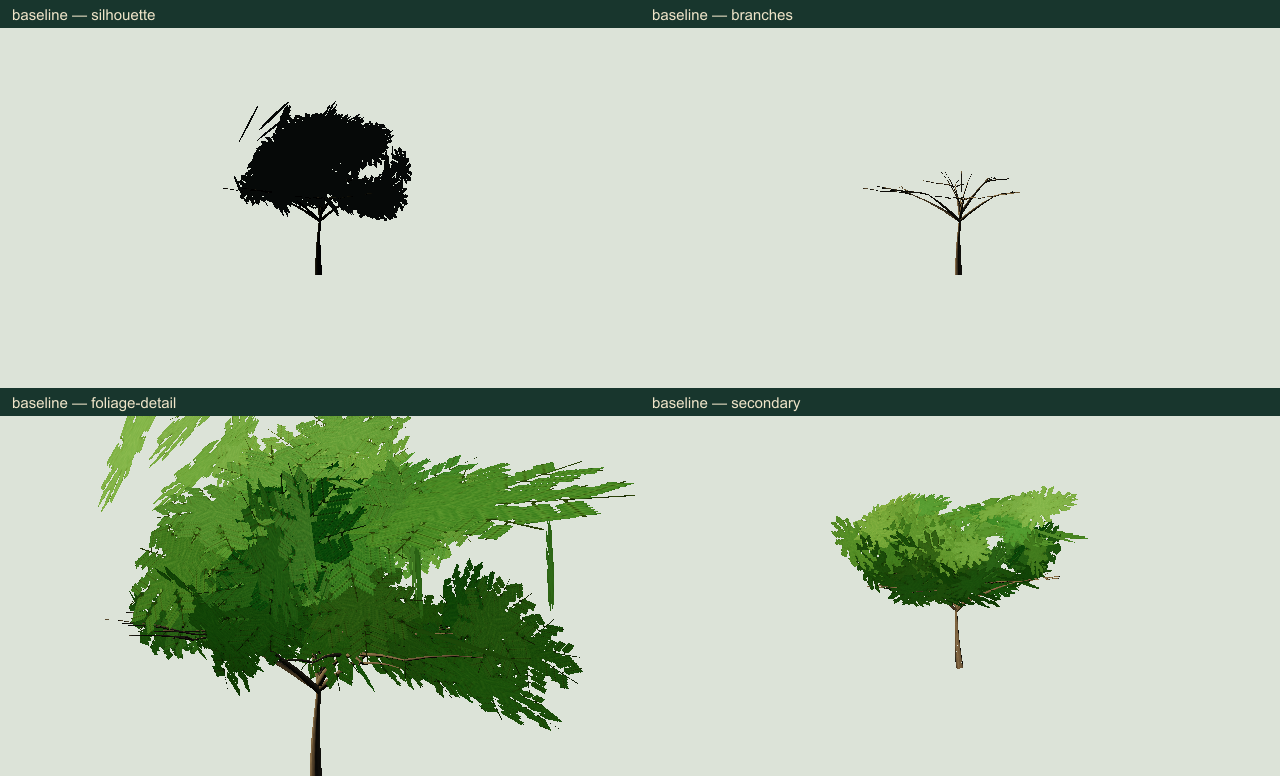 baseline — silhouette
baseline — branches
baseline — foliage-detail
baseline — secondary